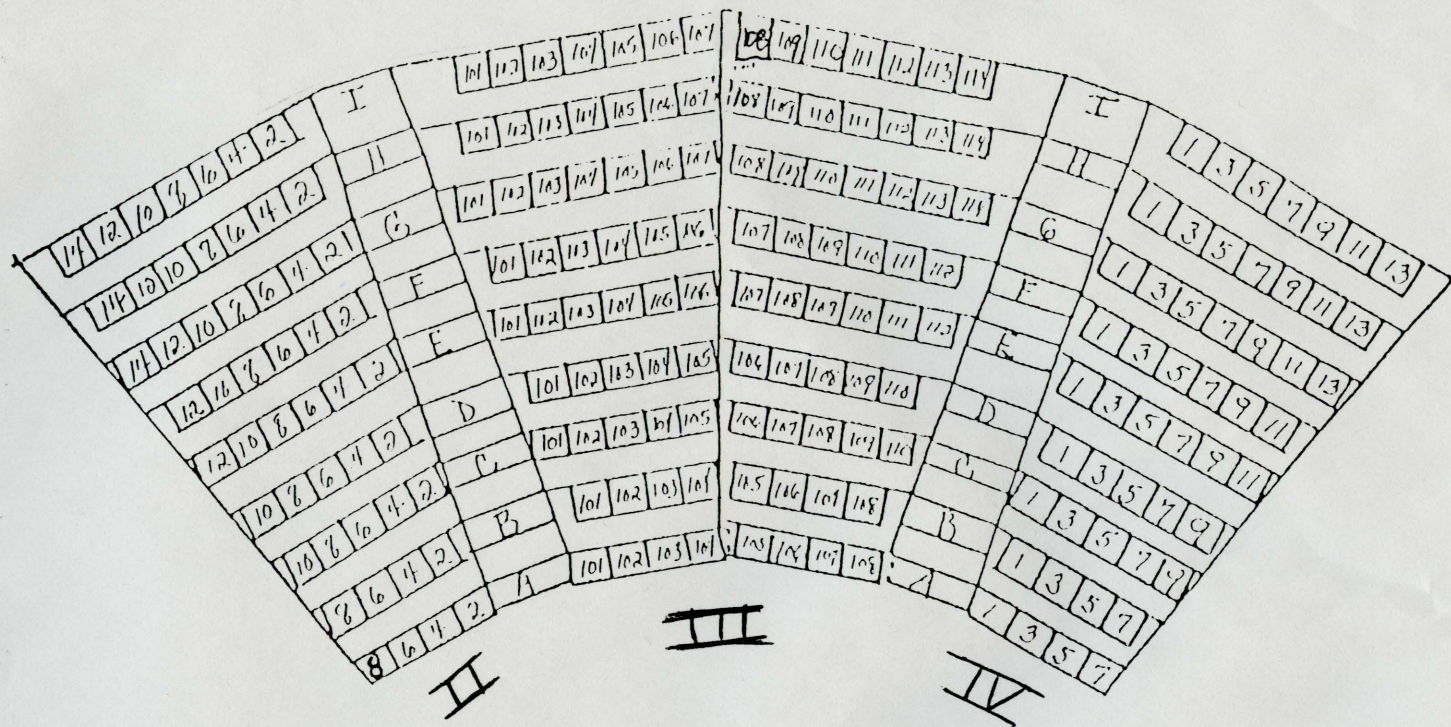 14 12 10 8 6 4 2 I 101 102 103 104 105 106 107 108 109 110 111 112 113 114 I 1 3 5 7 9 11 13
14 12 10 8 6 4 2 H 101 102 103 104 105 106 107 108 109 110 111 112 113 114 H 1 3 5 7 9 11 13
14 12 10 8 6 4 2 G 101 102 103 104 105 106 107 108 109 110 111 112 113 114 G 1 3 5 7 9 11 13
12 10 8 6 4 2 F 101 102 103 104 105 106 107 108 109 110 111 112 F 1 3 5 7 9 11
12 10 8 6 4 2 E 101 102 103 104 105 106 107 108 109 110 111 112 E 1 3 5 7 9 11
10 8 6 4 2 D 101 102 103 104 105 106 107 108 109 110 D 1 3 5 7 9
10 8 6 4 2 C 101 102 103 104 105 106 107 108 109 110 C 1 3 5 7 9
8 6 4 2 B 101 102 103 104 105 106 107 108 B 1 3 5 7
8 6 4 2 A 101 102 103 104 105 106 107 108 A 1 3 5 7
II III IV